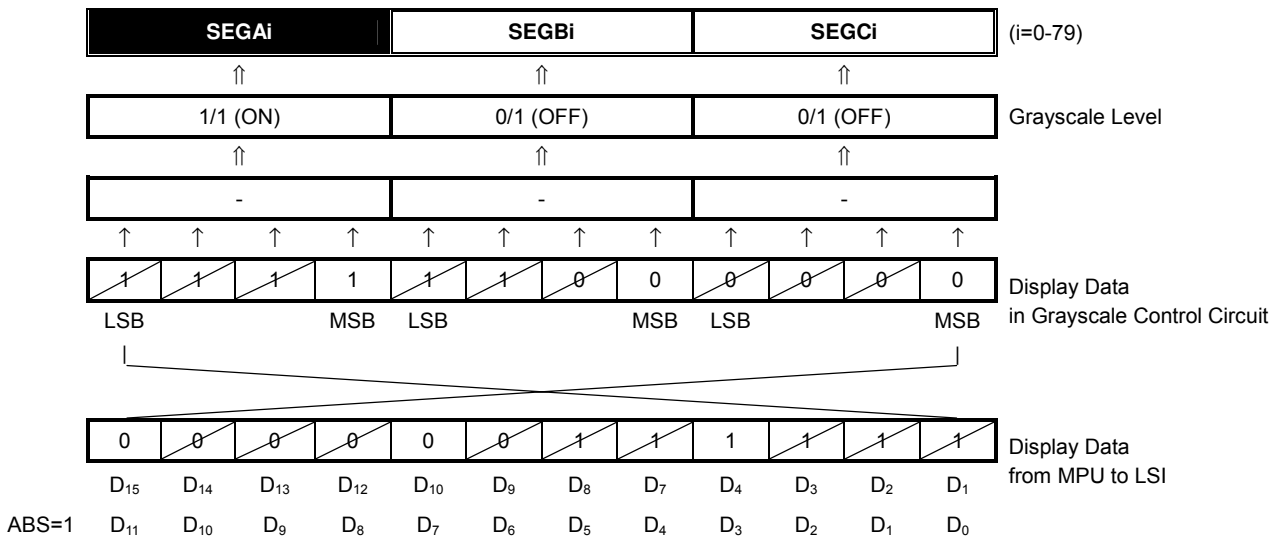 SEGAi SEGBi SEGCi (i=0-79)
⇑ ⇑ ⇑
1/1 (ON) 0/1 (OFF) 0/1 (OFF) Grayscale Level
⇑ ⇑ ⇑
- - -
↑ ↑ ↑ ↑ ↑ ↑ ↑ ↑ ↑ ↑ ↑ ↑
1 1 1 1 1 1 0 0 0 0 0 0 Display Data
LSB MSB LSB MSB LSB MSB in Grayscale Control Circuit
0 0 0 0 0 0 1 1 1 1 1 1 Display Data
from MPU to LSI
D₁₅ D₁₄ D₁₃ D₁₂ D₁₀ D₉ D₈ D₇ D₄ D₃ D₂ D₁
ABS=1 D₁₁ D₁₀ D₉ D₈ D₇ D₆ D₅ D₄ D₃ D₂ D₁ D₀